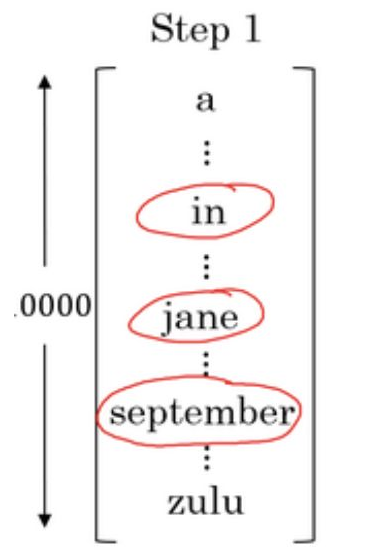 Step 1
a
⋮
in
⋮
.0000
jane
⋮
september
⋮
zulu